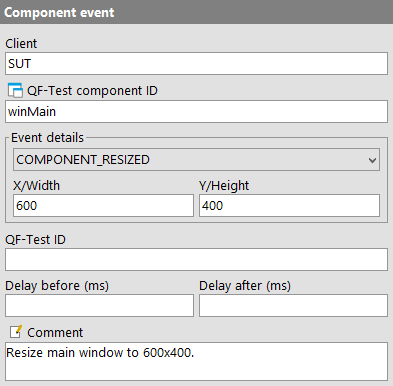 Component event
Client
SUT
QF-Test component ID
winMain
Event details
COMPONENT_RESIZED
X/Width Y/Height
600 400
QF-Test ID
Delay before (ms) Delay after (ms)
Comment
Resize main window to 600x400.